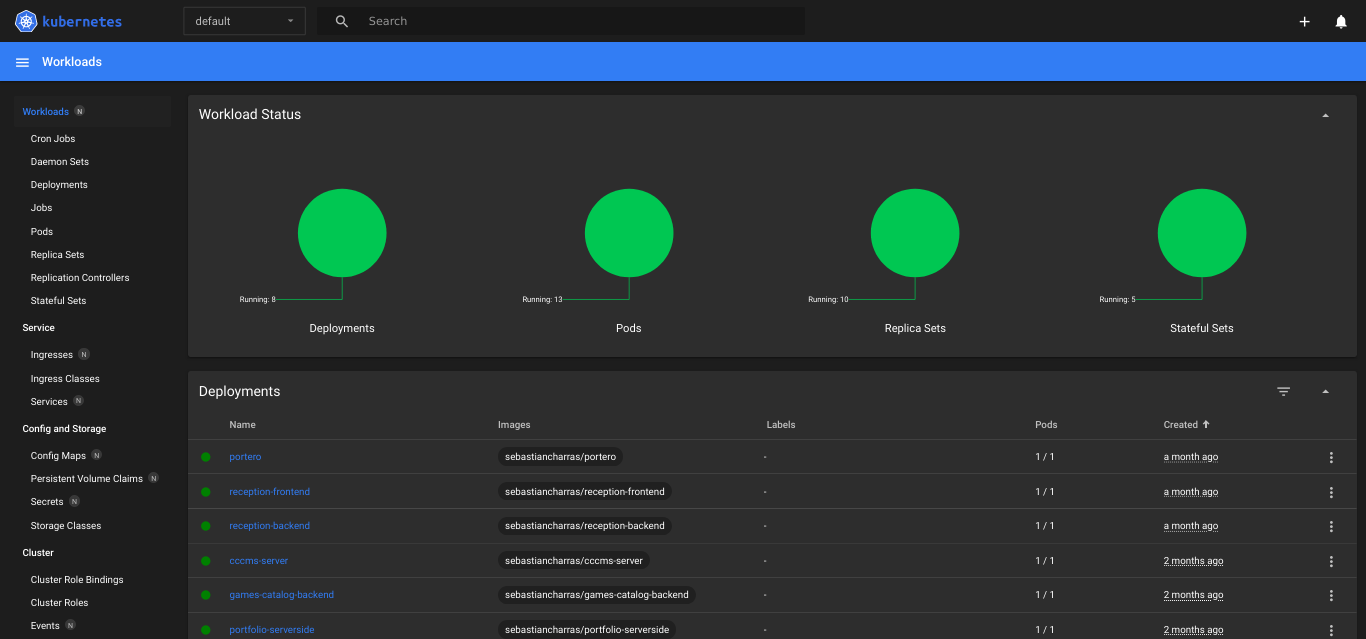 kubernetes
default
Search
Workloads
Workloads N
Cron Jobs
Daemon Sets
Deployments
Jobs
Pods
Replica Sets
Replication Controllers
Stateful Sets
Service
Ingresses N
Ingress Classes
Services N
Config and Storage
Config Maps N
Persistent Volume Claims N
Secrets N
Storage Classes
Cluster
Cluster Role Bindings
Cluster Roles
Events N
Workload Status
Running: 8
Running: 13
Running: 10
Running: 5
Deployments
Pods
Replica Sets
Stateful Sets
Deployments
Name Images Labels Pods Created
portero sebastiancharras/portero - 1 / 1 a month ago
reception-frontend sebastiancharras/reception-frontend - 1 / 1 a month ago
reception-backend sebastiancharras/reception-backend - 1 / 1 a month ago
cccms-server sebastiancharras/cccms-server - 1 / 1 2 months ago
games-catalog-backend sebastiancharras/games-catalog-backend - 1 / 1 2 months ago
portfolio-serverside sebastiancharras/portfolio-serverside - 1 / 1 2 months ago